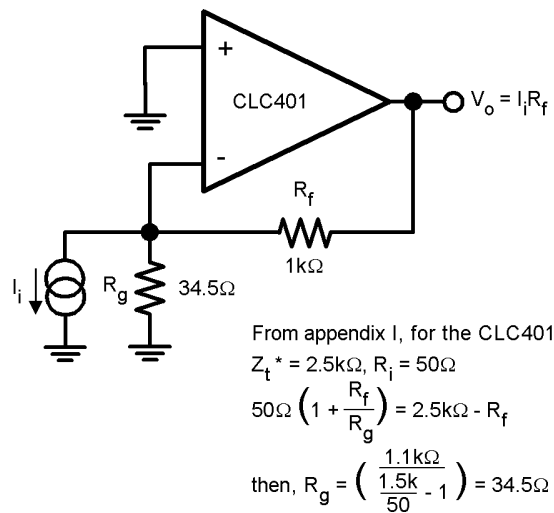 +
CLC401
-
V_o = I_iR_f
R_f
1kΩ
I_i
R_g
34.5Ω
From appendix I, for the CLC401
Z_t* = 2.5kΩ, R_i = 50Ω
50Ω (1 + R_f/R_g) = 2.5kΩ - R_f
then, R_g = (1.1kΩ / (1.5k/50 - 1)) = 34.5Ω